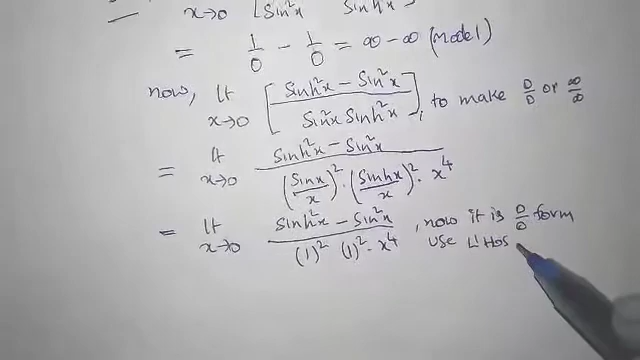 x→0 [Sin²x Sinh²x]
= 1/0 - 1/0 = ∞-∞ (model)
now, lt x→0 [Sinh²x - Sin²x / Sin²x Sinh²x], to make 0/0 or ∞/∞
= lt x→0 Sinh²x - Sin²x / (Sinx/x)² · (Sinhx/x)² · x⁴
= lt x→0 Sinh²x - Sin²x / (1)² (1)² · x⁴ , now it is 0/0 form
use L'Hos